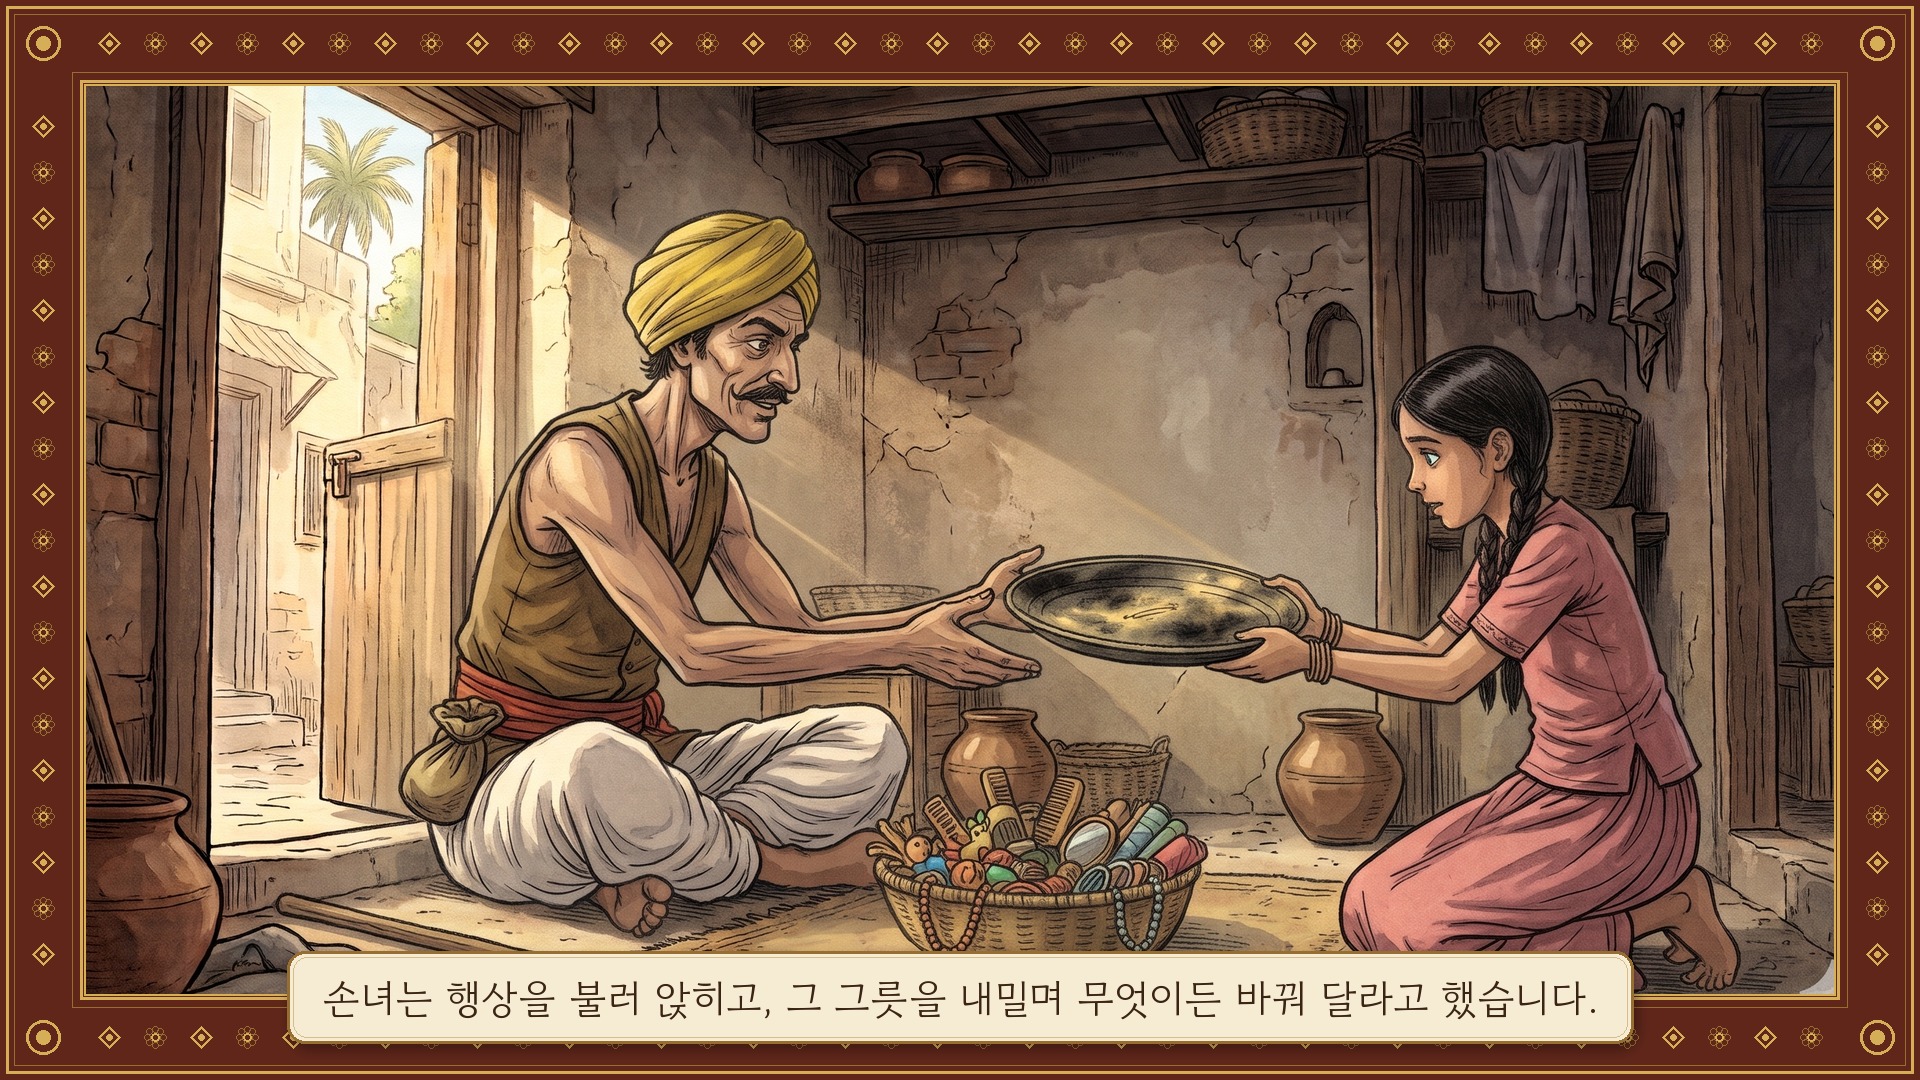 손녀는 행상을 불러 앉히고, 그 그릇을 내밀며 무엇이든 바꿔 달라고 했습니다.